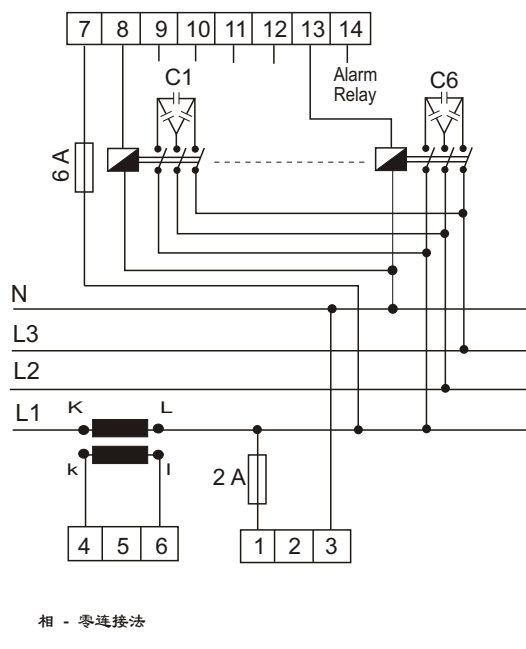 7 8 9 10 11 12 13 14
C1
Alarm
Relay
C6
6 A
N
L3
L2
L1
K L
k l
2 A
4 5 6
1 2 3
相 - 零连接法